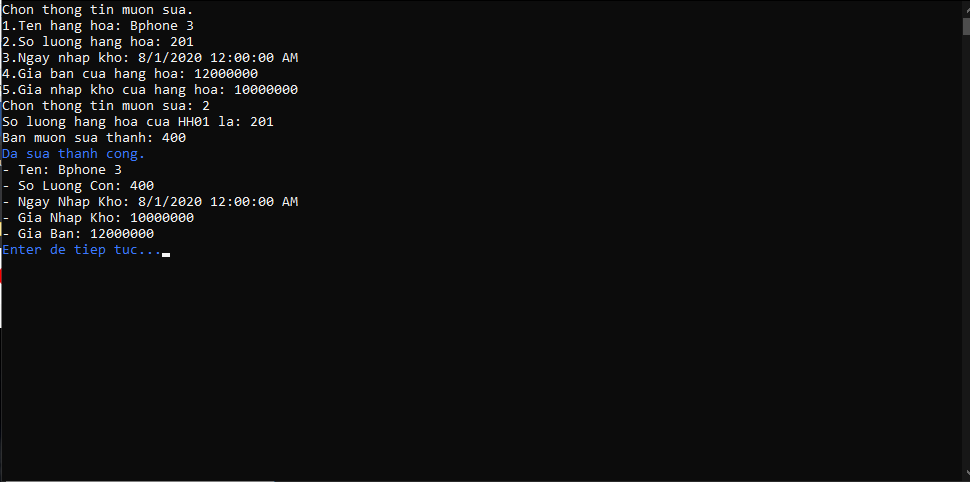 Chon thong tin muon sua.
1.Ten hang hoa: Bphone 3
2.So luong hang hoa: 201
3.Ngay nhap kho: 8/1/2020 12:00:00 AM
4.Gia ban cua hang hoa: 12000000
5.Gia nhap kho cua hang hoa: 10000000
Chon thong tin muon sua: 2
So luong hang hoa cua HH01 la: 201
Ban muon sua thanh: 400
Da sua thanh cong.
- Ten: Bphone 3
- So Luong Con: 400
- Ngay Nhap Kho: 8/1/2020 12:00:00 AM
- Gia Nhap Kho: 10000000
- Gia Ban: 12000000
Enter de tiep tuc...